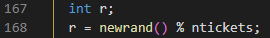 167 int r;
168 r = newrand() % ntickets;